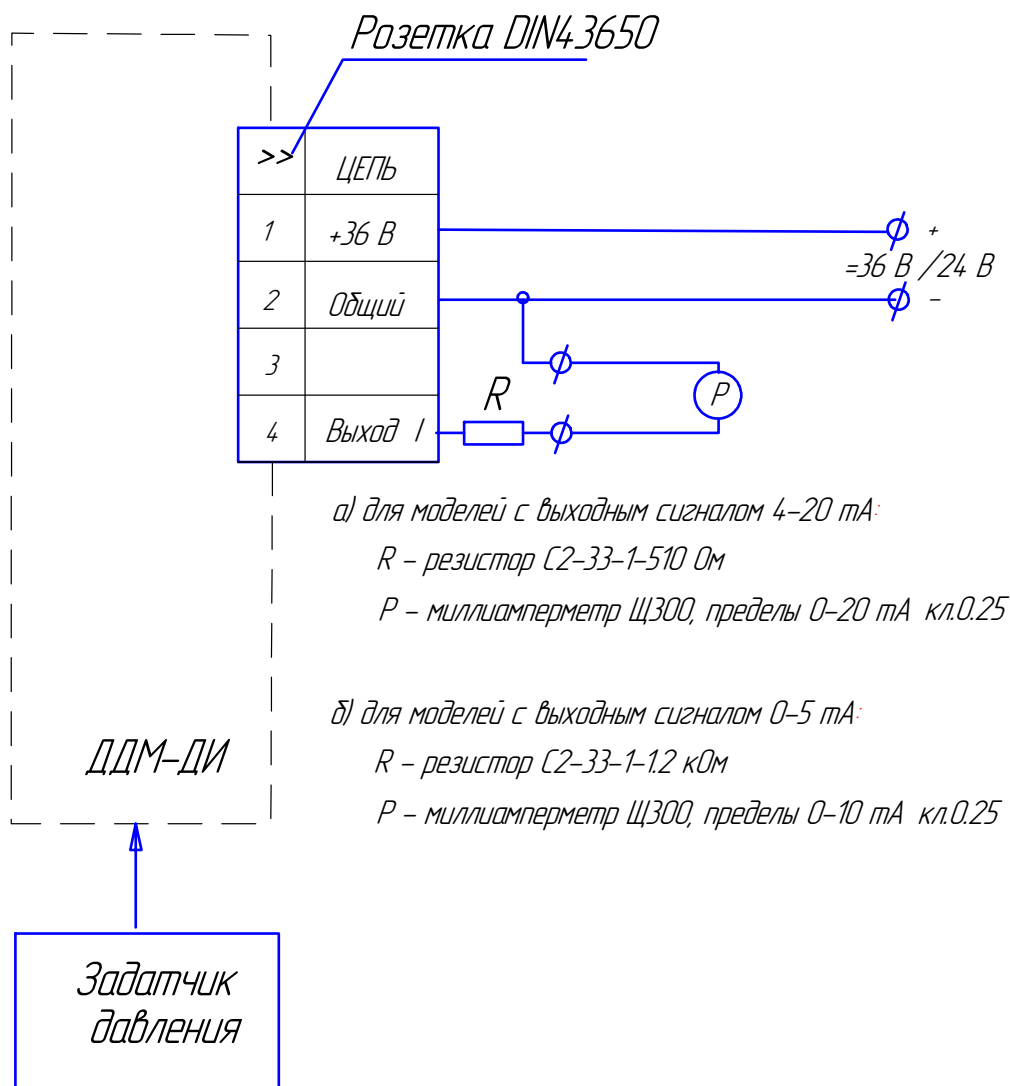 Розетка DIN43650
>> ЦЕПЬ
1 +36 В
2 Общий
3
4 Выход I
+
=36 В /24 В
-
R
P
а) для моделей с выходным сигналом 4-20 mA:
R - резистор С2-33-1-510 Ом
P - миллиамперметр Щ300, пределы 0-20 mA кл.0.25
б) для моделей с выходным сигналом 0-5 mA:
R - резистор С2-33-1-1.2 кОм
P - миллиамперметр Щ300, пределы 0-10 mA кл.0.25
ДДМ-ДИ
Задатчик
давления